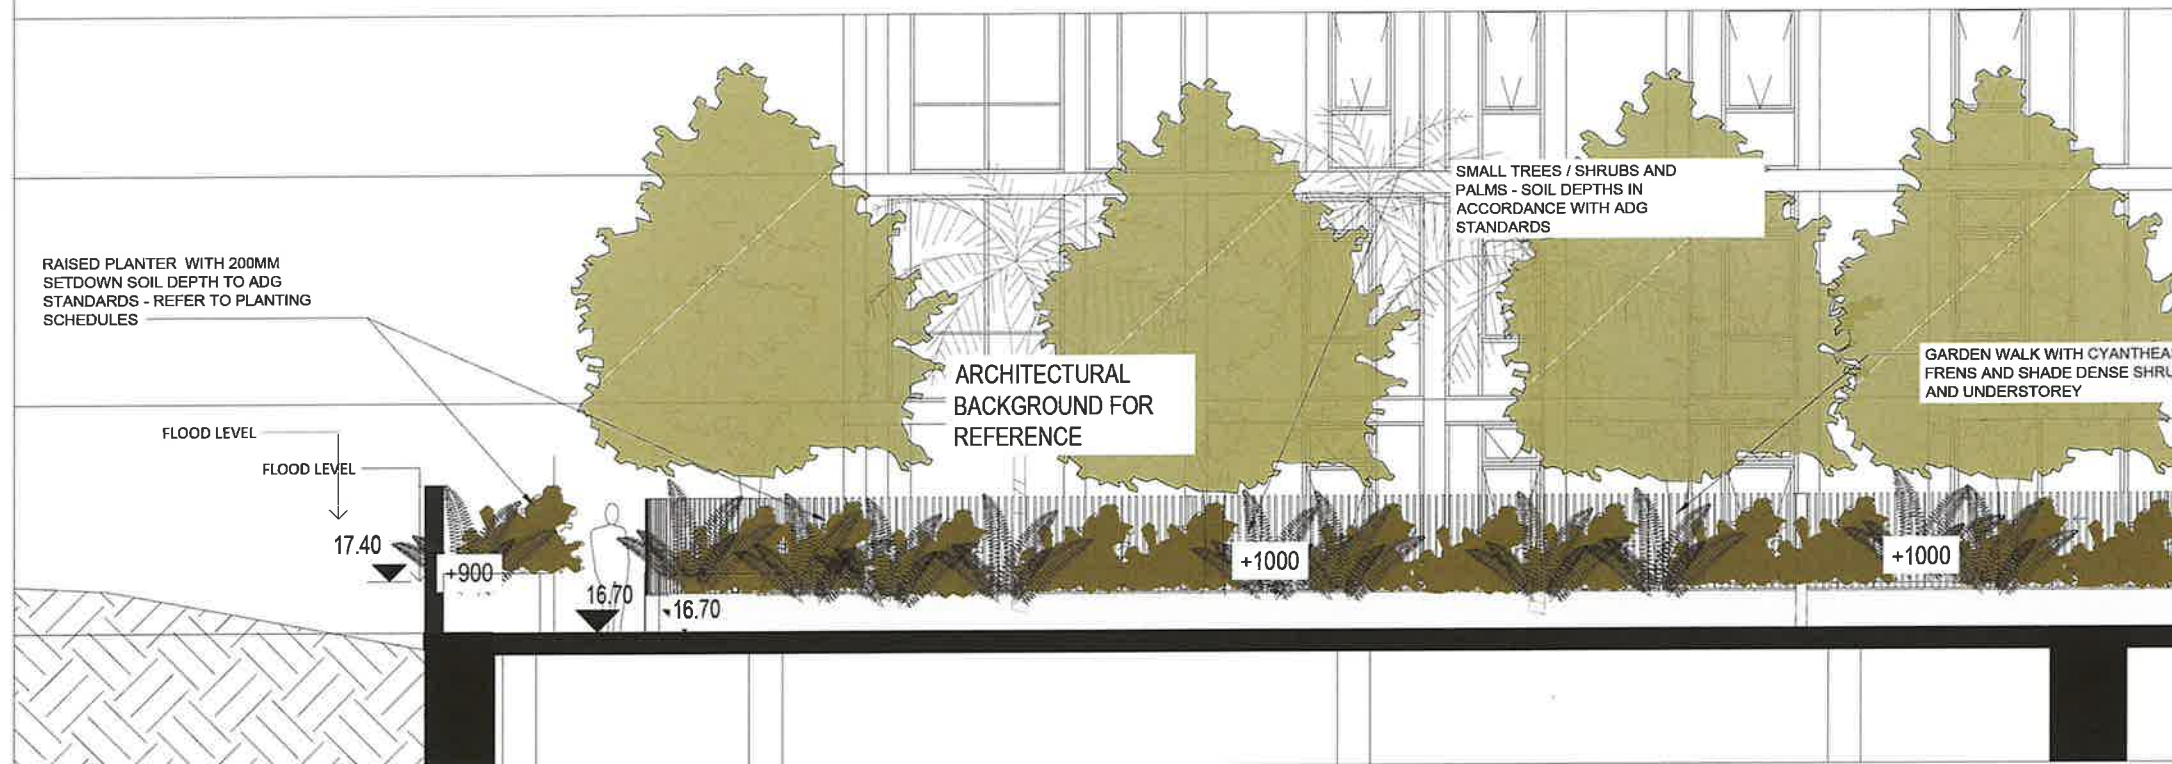 SMALL TREES / SHRUBS AND
PALMS - SOIL DEPTHS IN
ACCORDANCE WITH ADG
STANDARDS
RAISED PLANTER WITH 200MM
SETDOWN SOIL DEPTH TO ADG
STANDARDS - REFER TO PLANTING
SCHEDULES
ARCHITECTURAL
BACKGROUND FOR
REFERENCE
GARDEN WALK WITH CYANTHEA
FRENS AND SHADE DENSE SHRU
AND UNDERSTOREY
FLOOD LEVEL
FLOOD LEVEL
17.40
+900
16.70
16.70
+1000
+1000